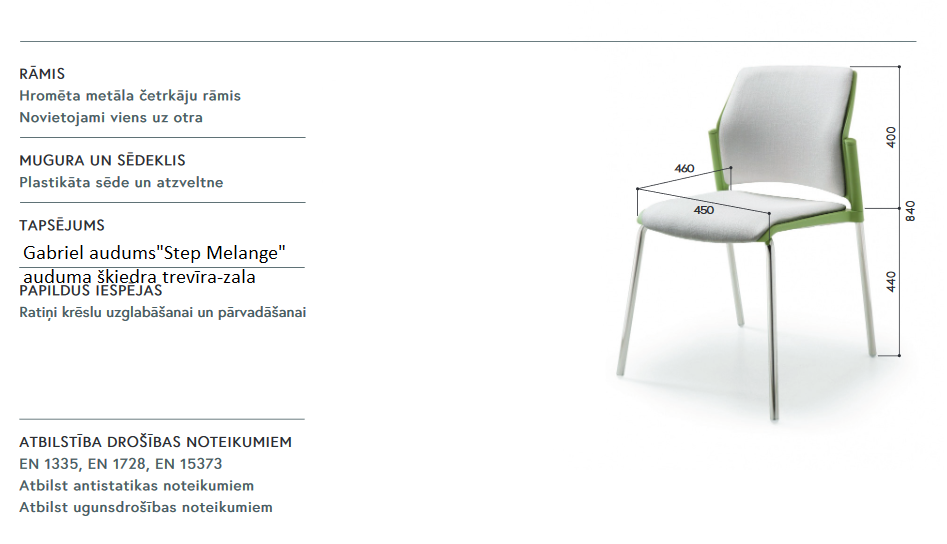 RĀMIS
Hromēta metāla četrkāju rāmis
Novietojami viens uz otra
MUGURA UN SĒDEKLIS
Plastikāta sēde un atzveltne
TAPSĒJUMS
Gabriel audums"Step Melange"
auduma šķiedra trevīra-zala
PAPILDUS IESPĒJAS
Ratiņi krēslu uzglabāšanai un pārvadāšanai
ATBILSTĪBA DROŠĪBAS NOTEIKUMIEM
EN 1335, EN 1728, EN 15373
Atbilst antistatikas noteikumiem
Atbilst ugunsdrošības noteikumiem
400
460
450
840
440